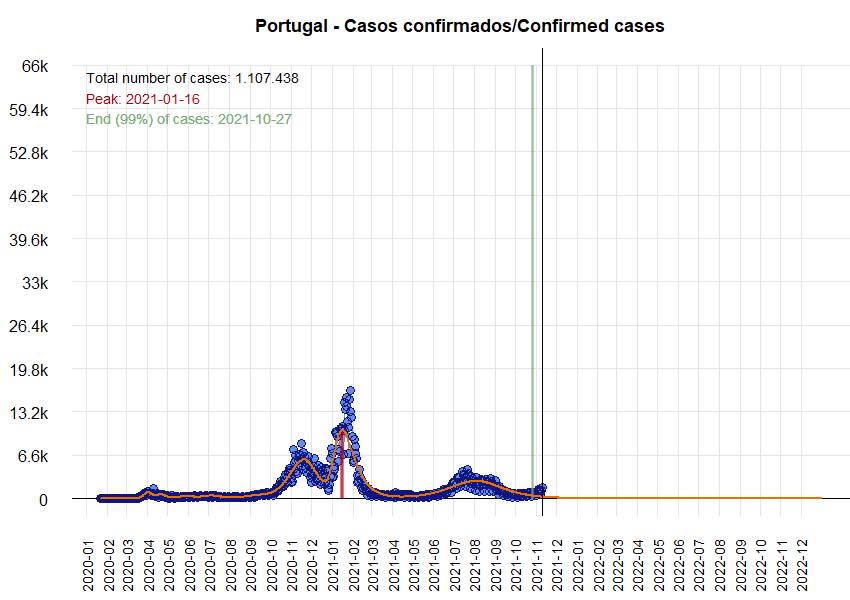 Portugal - Casos confirmados/Confirmed cases
66k
59.4k
52.8k
46.2k
39.6k
33k
26.4k
19.8k
13.2k
6.6k
0
Total number of cases: 1.107.438
Peak: 2021-01-16
End (99%) of cases: 2021-10-27
2020-01
2020-02
2020-03
2020-04
2020-05
2020-06
2020-07
2020-08
2020-09
2020-10
2020-11
2020-12
2021-01
2021-02
2021-03
2021-04
2021-05
2021-06
2021-07
2021-08
2021-09
2021-10
2021-11
2021-12
2022-01
2022-02
2022-03
2022-04
2022-05
2022-06
2022-07
2022-08
2022-09
2022-10
2022-11
2022-12